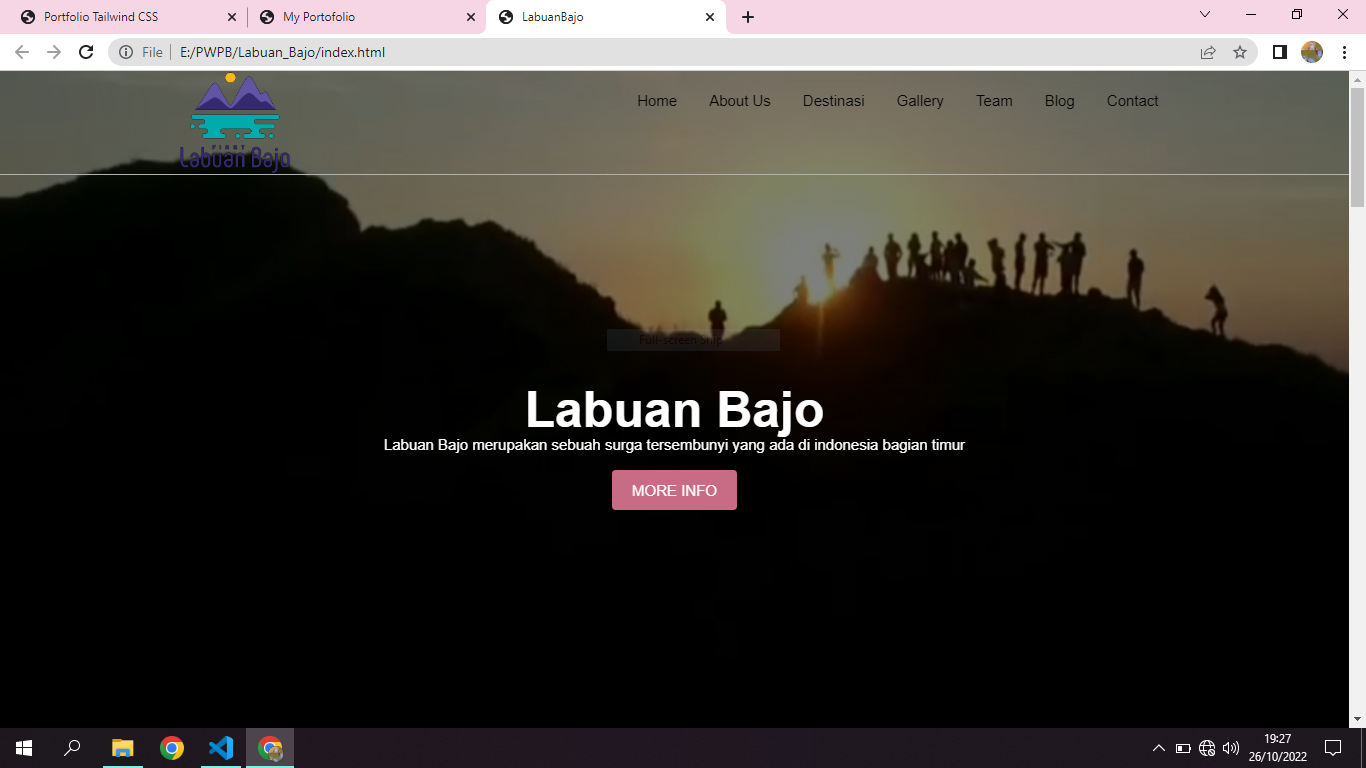 Portfolio Tailwind CSS
My Portofolio
LabuanBajo
File
E:/PWPB/Labuan_Bajo/index.html
FIRST
Labuan Bajo
Home About Us Destinasi Gallery Team Blog Contact
Full-screen Snip
Labuan Bajo
Labuan Bajo merupakan sebuah surga tersembunyi yang ada di indonesia bagian timur
MORE INFO
19:27
26/10/2022